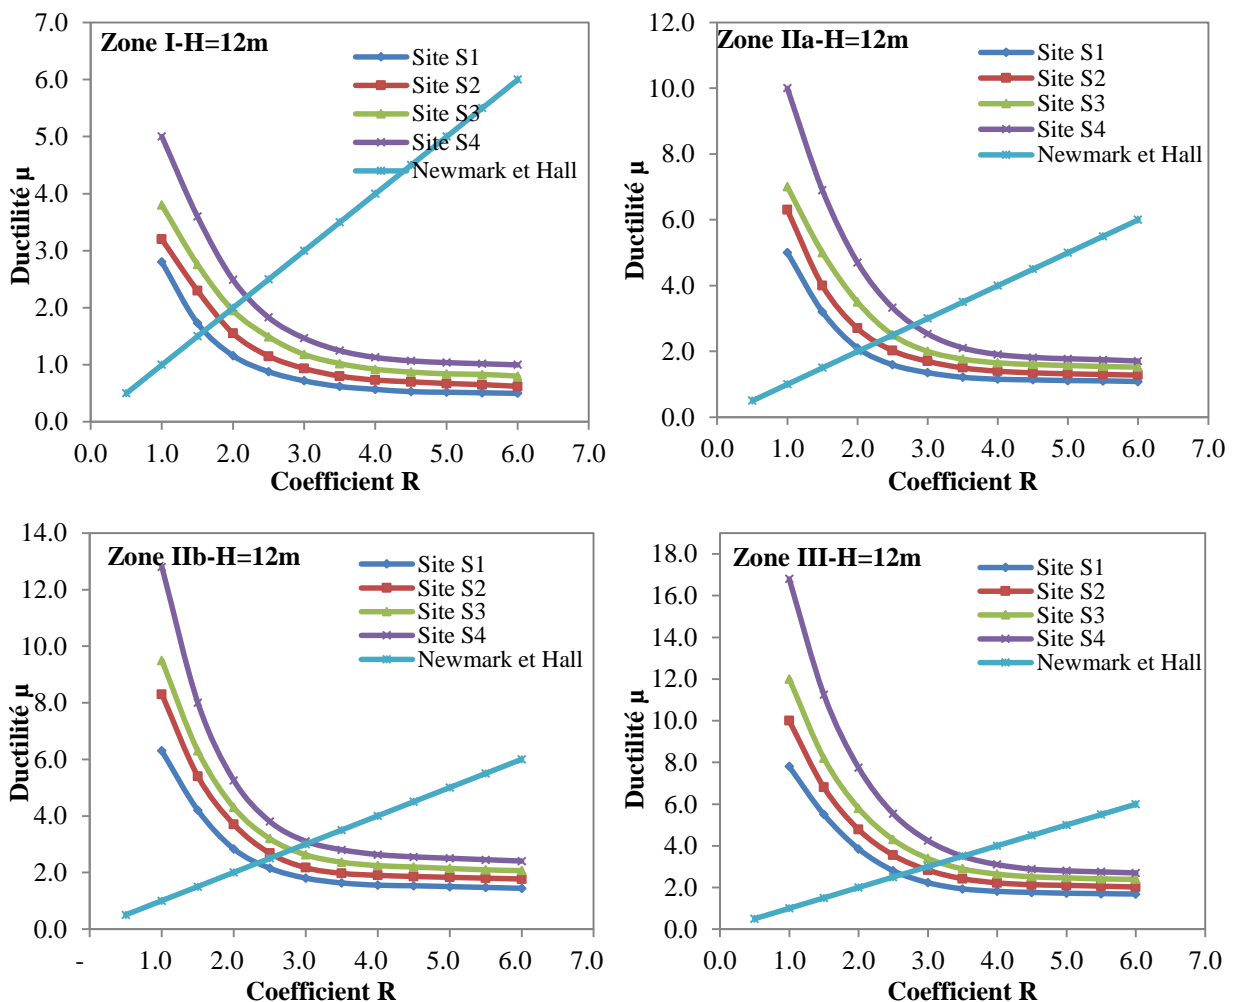 Zone I-H=12m
7.0
6.0
5.0
4.0
3.0
2.0
1.0
0.0
Ductilité µ
0.0 1.0 2.0 3.0 4.0 5.0 6.0 7.0
Coefficient R
Site S1
Site S2
Site S3
Site S4
Newmark et Hall
Zone IIa-H=12m
12.0
10.0
8.0
6.0
4.0
2.0
0.0
Ductilité µ
0.0 1.0 2.0 3.0 4.0 5.0 6.0 7.0
Coefficient R
Site S1
Site S2
Site S3
Site S4
Newmark et Hall
Zone IIb-H=12m
14.0
12.0
10.0
8.0
6.0
4.0
2.0
0.0
Ductilité µ
- 1.0 2.0 3.0 4.0 5.0 6.0 7.0
Coefficient R
Site S1
Site S2
Site S3
Site S4
Newmark et Hall
Zone III-H=12m
18.0
16.0
14.0
12.0
10.0
8.0
6.0
4.0
2.0
0.0
Ductilité µ
0.0 1.0 2.0 3.0 4.0 5.0 6.0 7.0
Coefficient R
Site S1
Site S2
Site S3
Site S4
Newmark et Hall